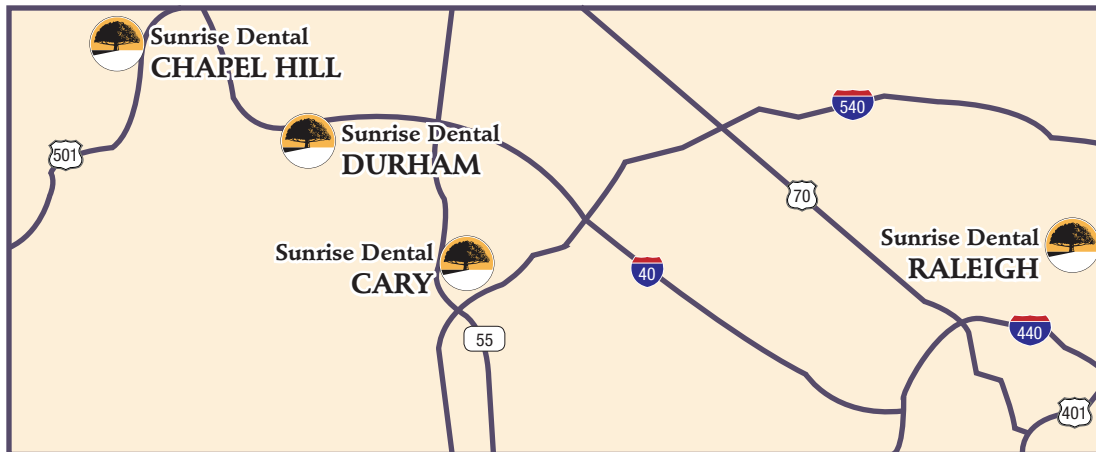 Sunrise Dental
CHAPEL HILL
501
Sunrise Dental
DURHAM
540
70
Sunrise Dental
CARY
40
Sunrise Dental
RALEIGH
55
440
401